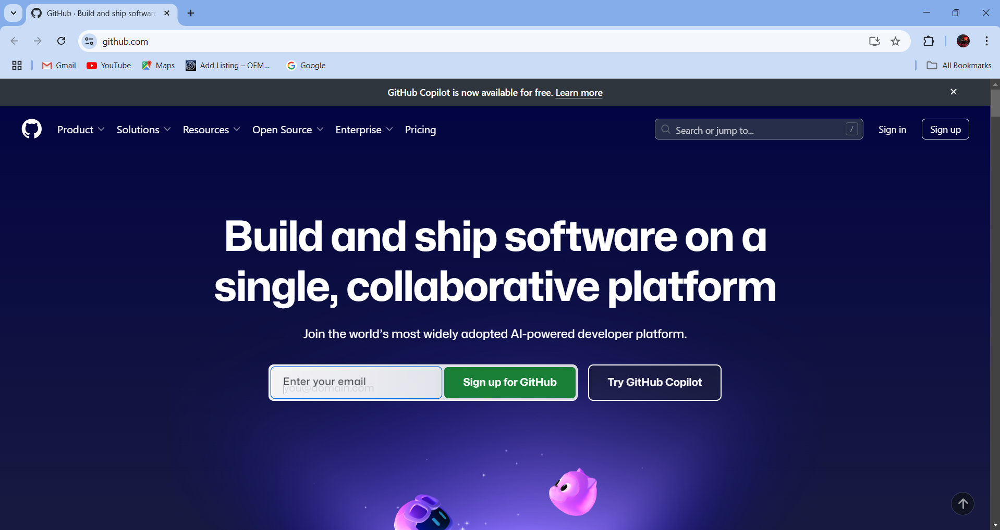 GitHub · Build and ship software
github.com
Gmail YouTube Maps Add Listing – OEM... Google All Bookmarks
GitHub Copilot is now available for free. Learn more
Product Solutions Resources Open Source Enterprise Pricing Search or jump to... / Sign in Sign up
Build and ship software on a
single, collaborative platform
Join the world’s most widely adopted AI-powered developer platform.
Enter your email Sign up for GitHub Try GitHub Copilot
you@domain.com